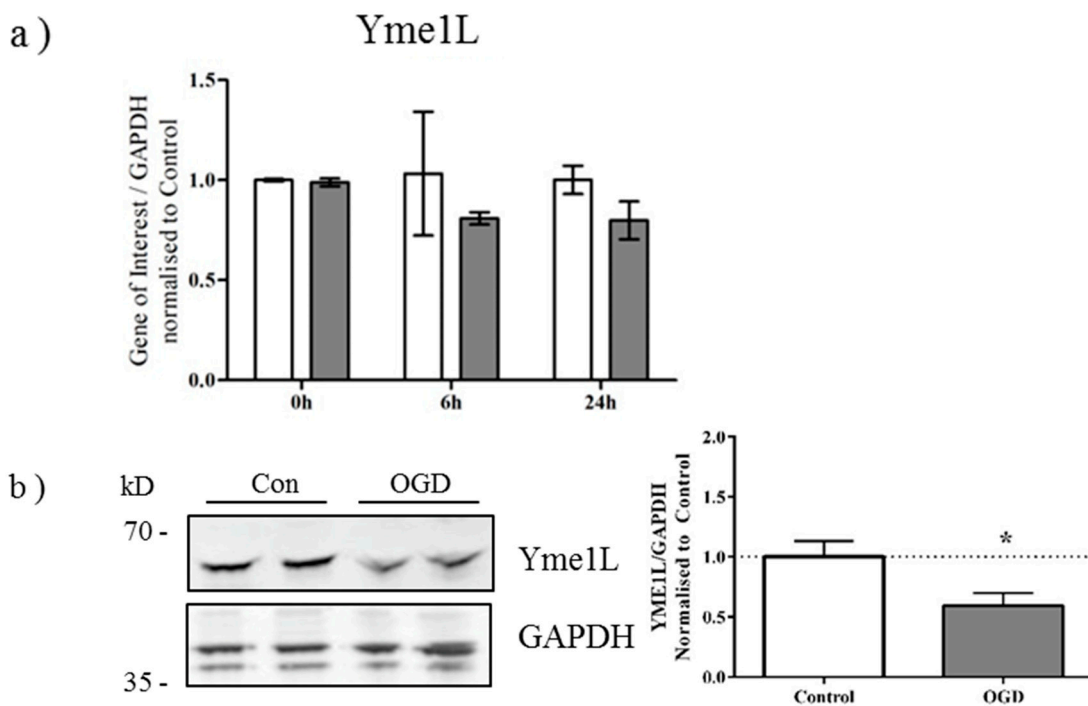 a )
Yme1L
Gene of Interest / GAPDH
normalised to Control
1.5
1.0
0.5
0.0
0h
6h
24h
b )
kD
Con
OGD
70 -
Yme1L
GAPDH
35 -
YME1L/GAPDH
Normalised to Control
2.0
1.5
1.0
0.5
0.0
*
Control
OGD